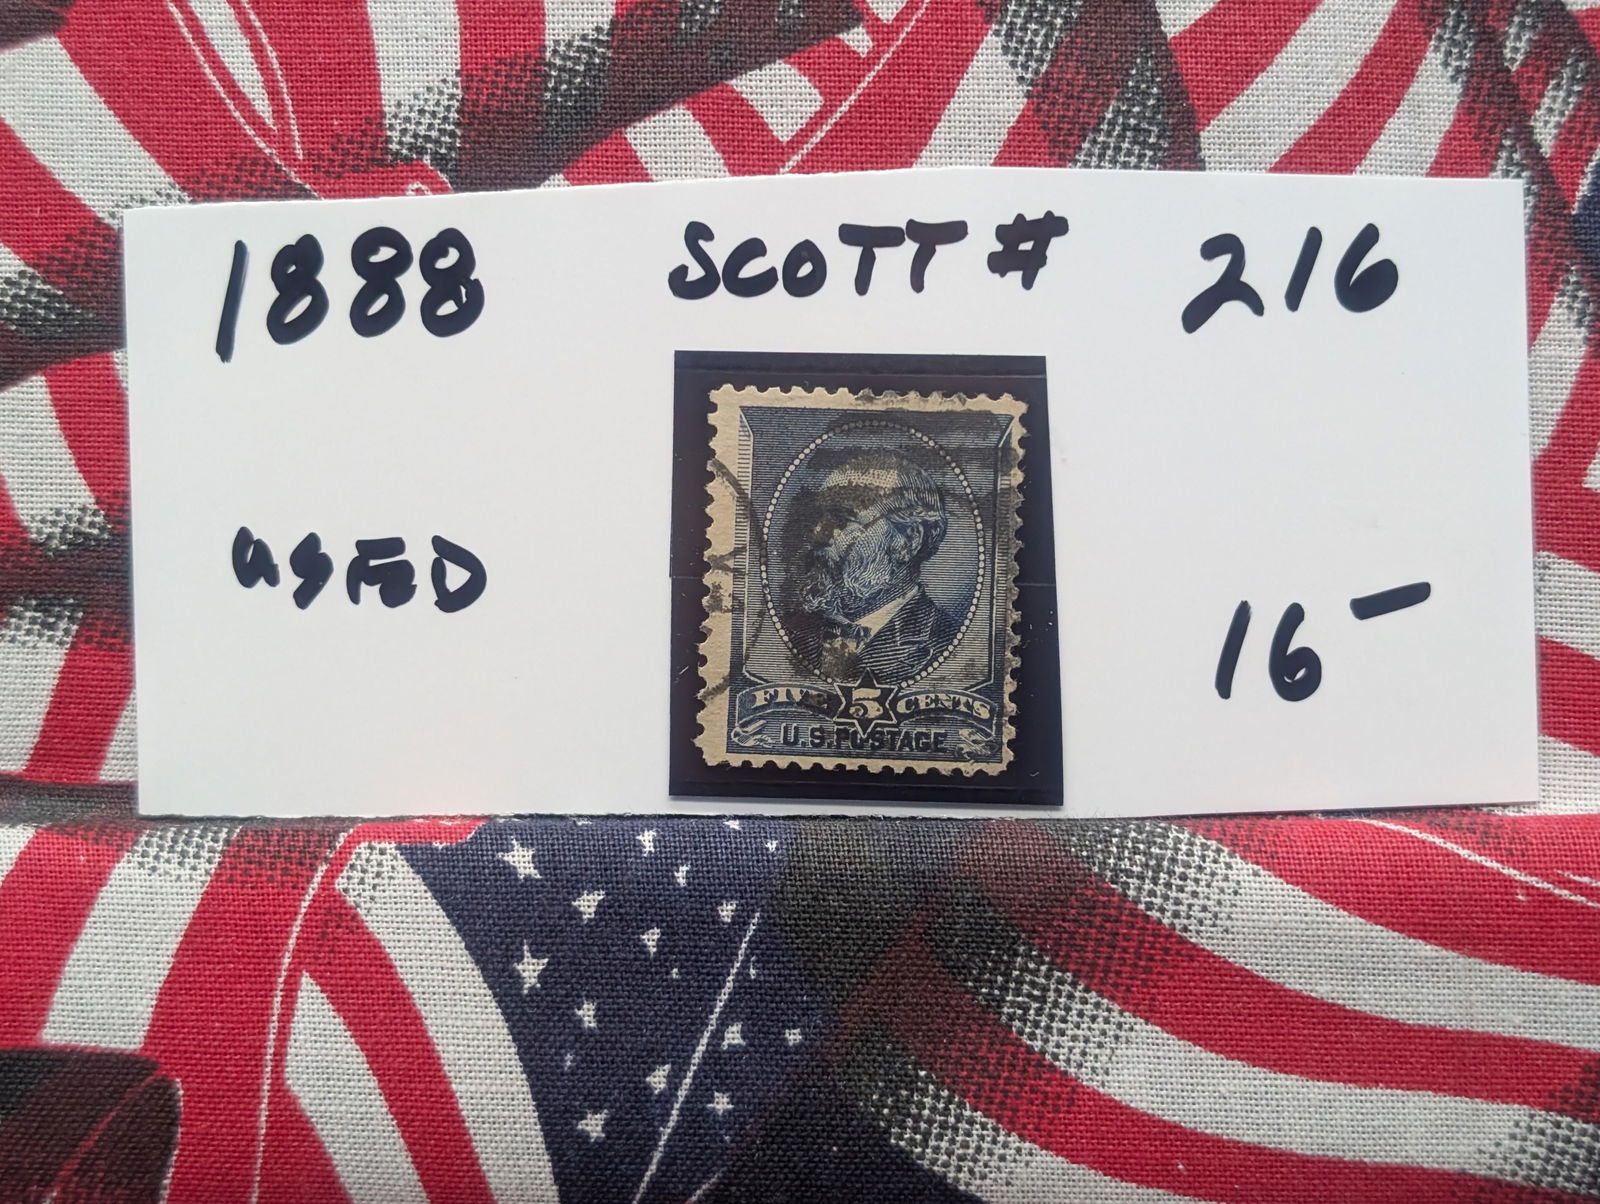 1888 SCOTT # 216
USED
16-
FIVE 5 CENTS
U.S. POSTAGE